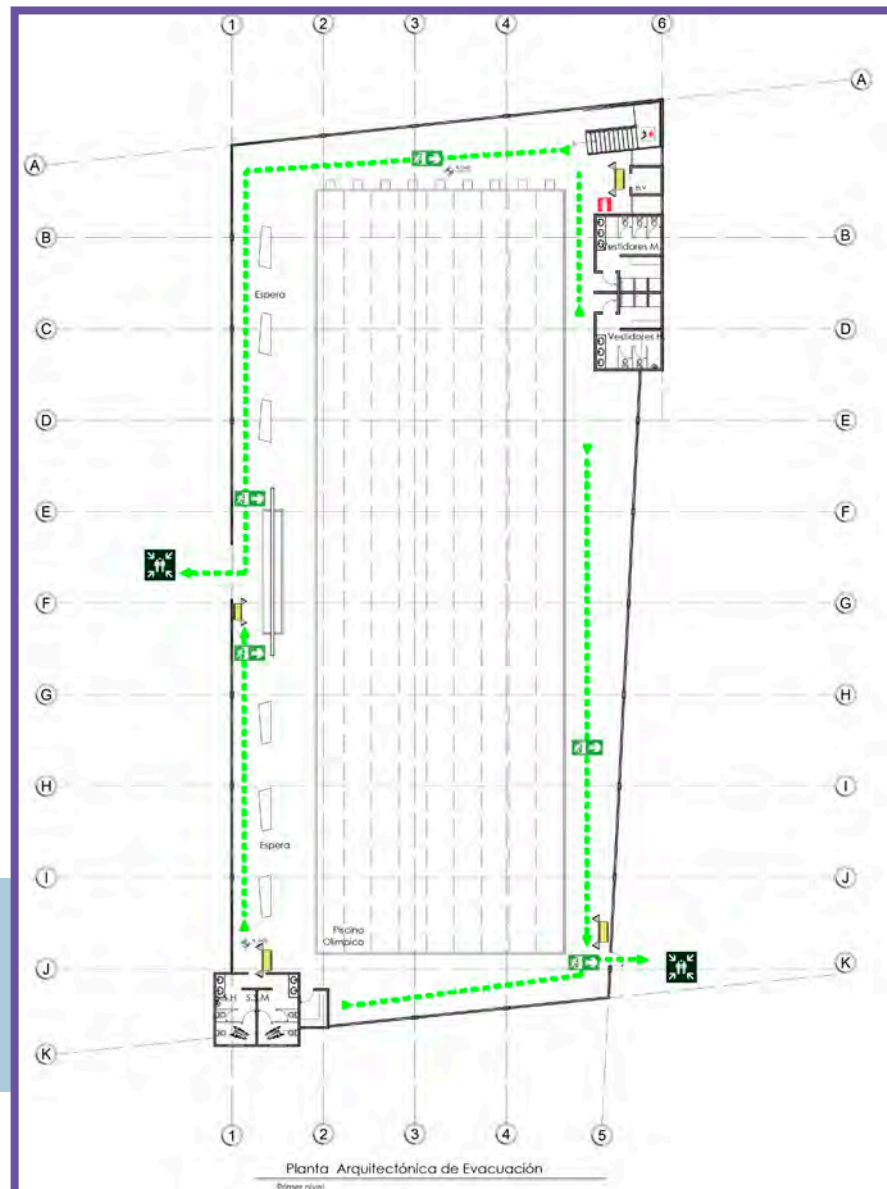 1 2 3 4 6
A
A
B B
Vestidores M.
Espera
C D
Vestidores H.
D E
E F
F G
G H
H I
Espera
I J
Piscina
Olímpica
J K
S.H S.S.M
K
1 2 3 4 5
Planta Arquitectónica de Evacuación
Primer nivel